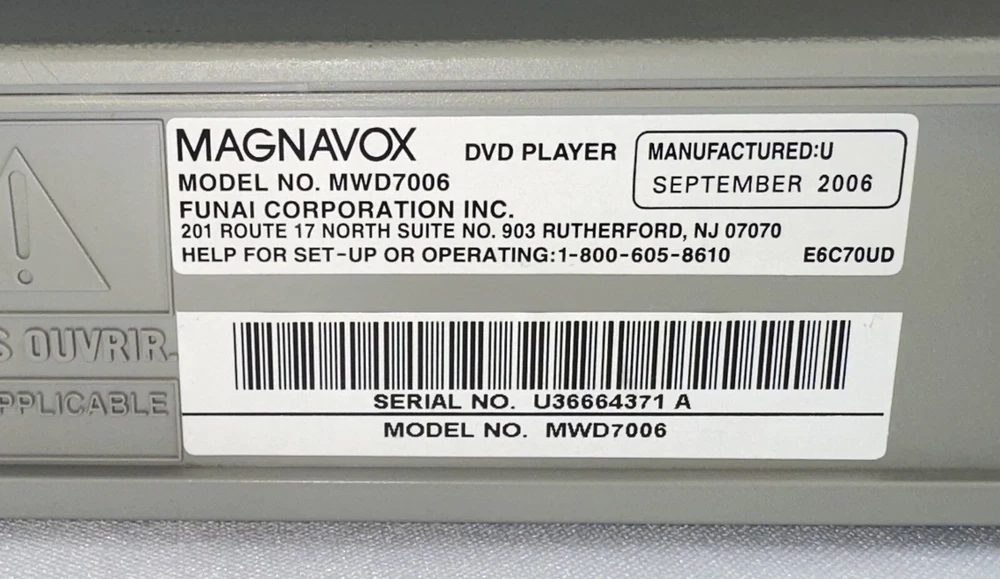 MAGNAVOX DVD PLAYER
MANUFACTURED:U
SEPTEMBER 2006
MODEL NO. MWD7006
FUNAI CORPORATION INC.
201 ROUTE 17 NORTH SUITE NO. 903 RUTHERFORD, NJ 07070
HELP FOR SET-UP OR OPERATING:1-800-605-8610 E6C70UD
OUVRIR.
SERIAL NO. U36664371 A
MODEL NO. MWD7006